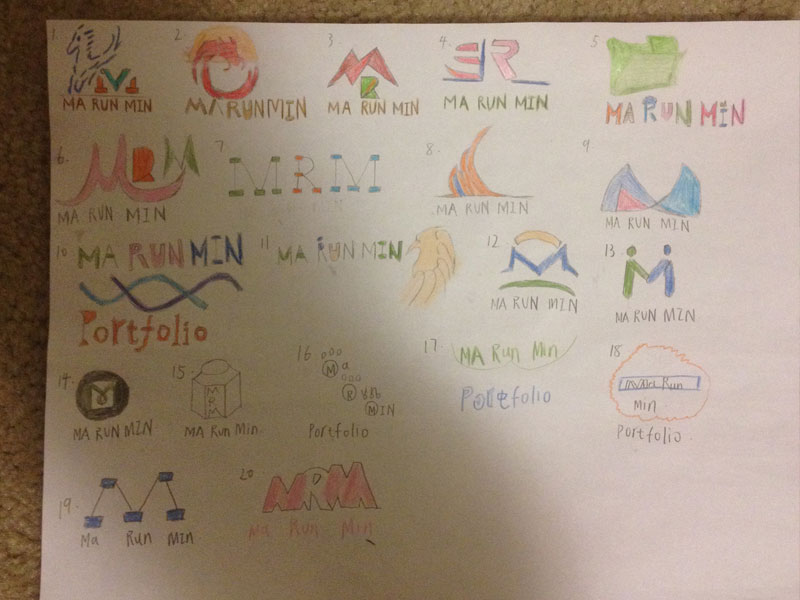 1.
MA RUN MIN
2.
MARUNMIN
3.
MR
MA RUN MIN
4.
MA RUN MIN
5
MA RUN MIN
6.
MRM
MA RUN MIN
7.
MRM
8.
MA RUN MIN
9.
MA RUN MIN
10
MA RUN MIN
Portfolio
11
MA RUN MIN
12
M
MA RUN MIN
13.
MA RUN MIN
14.
M
MA RUN MIN
15.
MRM
MA RUN Min
16.
Ma
R
MIN
Portfolio
17.
MA Run Min
Portfolio
18
Run
Min
Portfolio
19.
Ma Run Min
20.
MRM
Ma Run Min